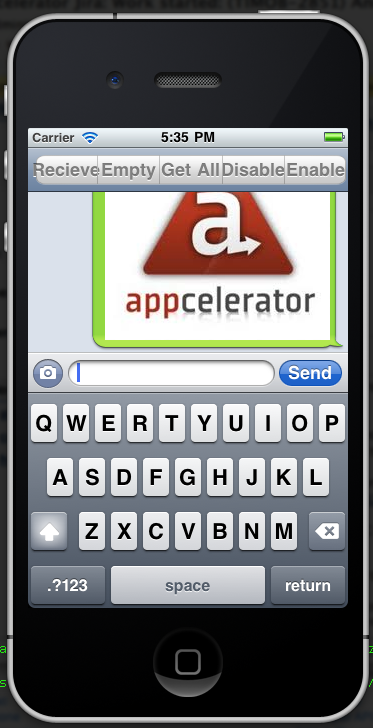 Carrier 5:35 PM
Recieve Empty Get All Disable Enable
a
appcelerator
Send
Q W E R T Y U I O P
A S D F G H J K L
Z X C V B N M
.?123 space return